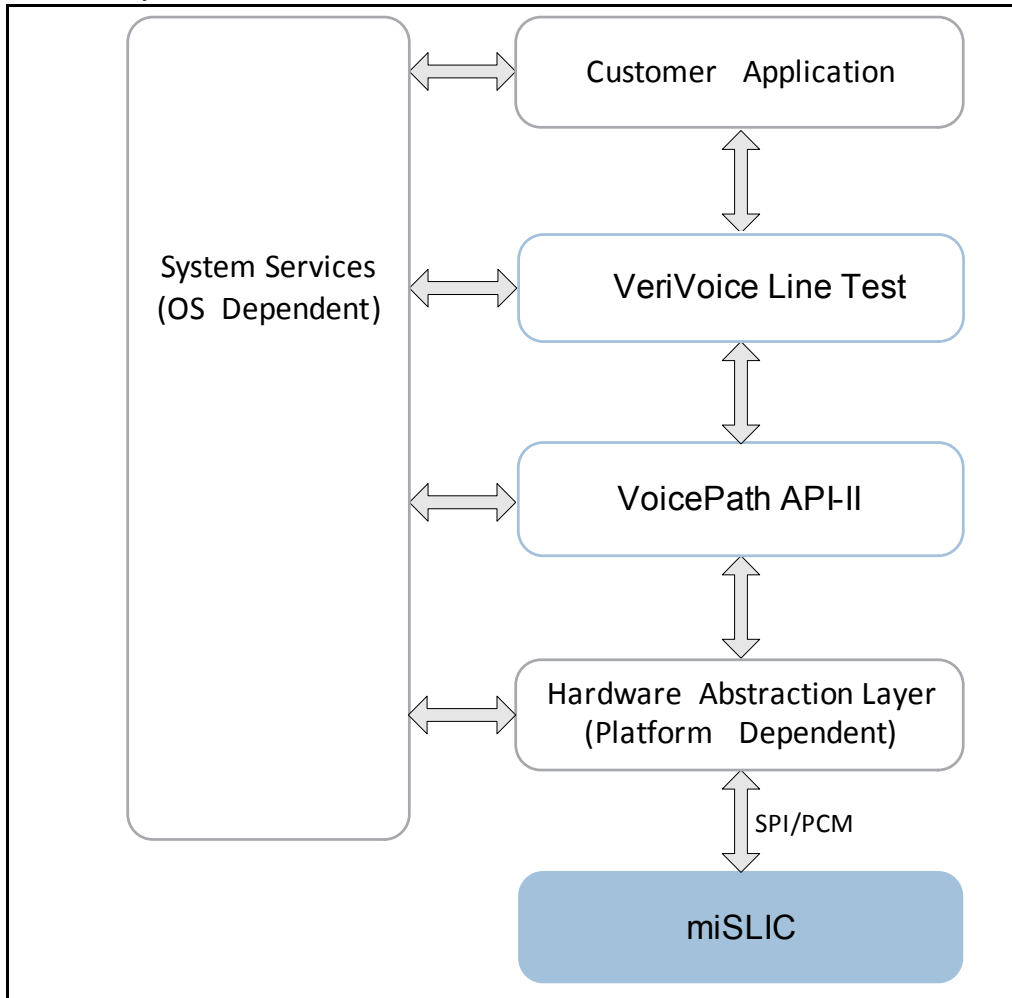 Customer Application
System Services
(OS Dependent)
VeriVoice Line Test
VoicePath API-II
Hardware Abstraction Layer
(Platform Dependent)
SPI/PCM
miSLIC